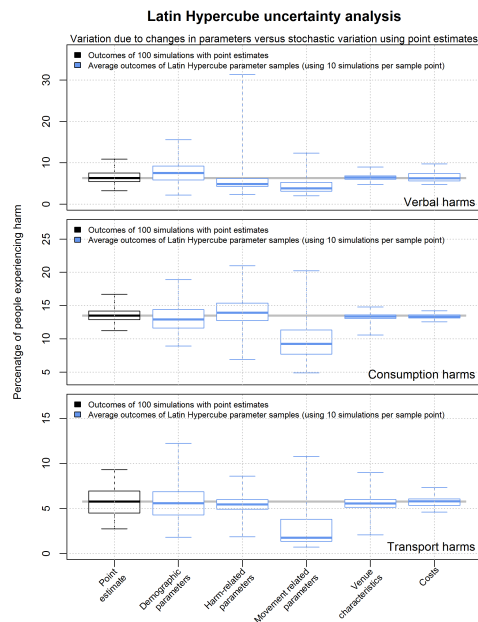 Latin Hypercube uncertainty analysis
Variation due to changes in parameters versus stochastic variation using point estimates
Percenatge of people experiencing harm
Outcomes of 100 simulations with point estimates
Average outcomes of Latin Hypercube parameter samples (using 10 simulations per sample point)
30
20
10
0
Verbal harms
Outcomes of 100 simulations with point estimates
Average outcomes of Latin Hypercube parameter samples (using 10 simulations per sample point)
25
20
15
10
5
Consumption harms
Outcomes of 100 simulations with point estimates
Average outcomes of Latin Hypercube parameter samples (using 10 simulations per sample point)
15
10
5
0
Transport harms
Point
estimate
Demographic
parameters
Harm-related
parameters
Movement related
parameters
Venue
characteristics
Costs